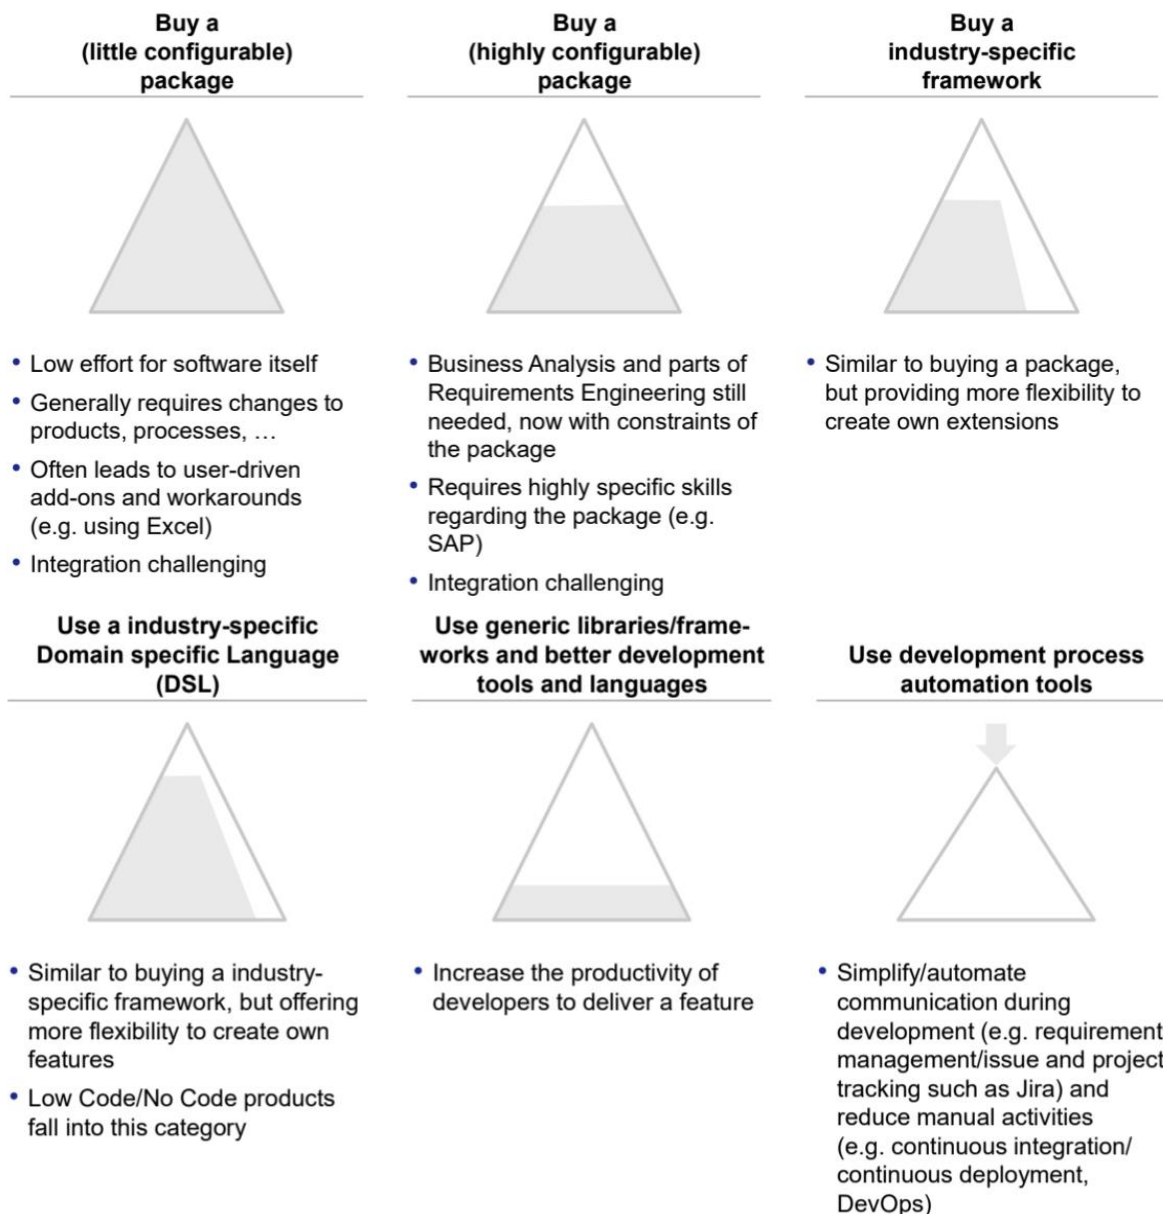 Buy a
(little configurable)
package
• Low effort for software itself
• Generally requires changes to
products, processes, …
• Often leads to user-driven
add-ons and workarounds
(e.g. using Excel)
• Integration challenging
Buy a
(highly configurable)
package
• Business Analysis and parts of
Requirements Engineering still
needed, now with constraints of
the package
• Requires highly specific skills
regarding the package (e.g.
SAP)
• Integration challenging
Buy a
industry-specific
framework
• Similar to buying a package,
but providing more flexibility to
create own extensions
Use a industry-specific
Domain specific Language
(DSL)
• Similar to buying a industry-
specific framework, but offering
more flexibility to create own
features
• Low Code/No Code products
fall into this category
Use generic libraries/frame-
works and better development
tools and languages
• Increase the productivity of
developers to deliver a feature
Use development process
automation tools
• Simplify/automate
communication during
development (e.g. requirement
management/issue and project
tracking such as Jira) and
reduce manual activities
(e.g. continuous integration/
continuous deployment,
DevOps)